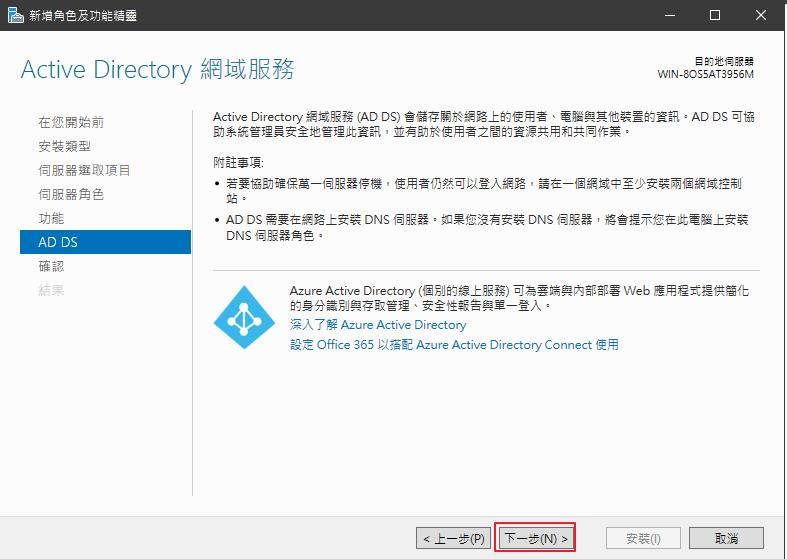 新增角色及功能精靈
Active Directory 網域服務
目的地伺服器
WIN-8OS5AT3956M
在您開始前
安裝類型
伺服器選取項目
伺服器角色
功能
AD DS
確認
結果
Active Directory 網域服務 (AD DS) 會儲存關於網路上的使用者、電腦與其他裝置的資訊。AD DS 可協
助系統管理員安全地管理此資訊，並有助於使用者之間的資源共用和共同作業。
附註事項:
• 若要協助確保萬一伺服器停機，使用者仍然可以登入網路，請在一個網域中至少安裝兩個網域控制
站。
• AD DS 需要在網路上安裝 DNS 伺服器。如果您沒有安裝 DNS 伺服器，將會提示您在此電腦上安裝
DNS 伺服器角色。
Azure Active Directory (個別的線上服務) 可為雲端與內部部署 Web 應用程式提供簡化
的身分識別與存取管理、安全性報告與單一登入。
深入了解 Azure Active Directory
設定 Office 365 以搭配 Azure Active Directory Connect 使用
< 上一步(P)
下一步(N) >
安裝(I)
取消